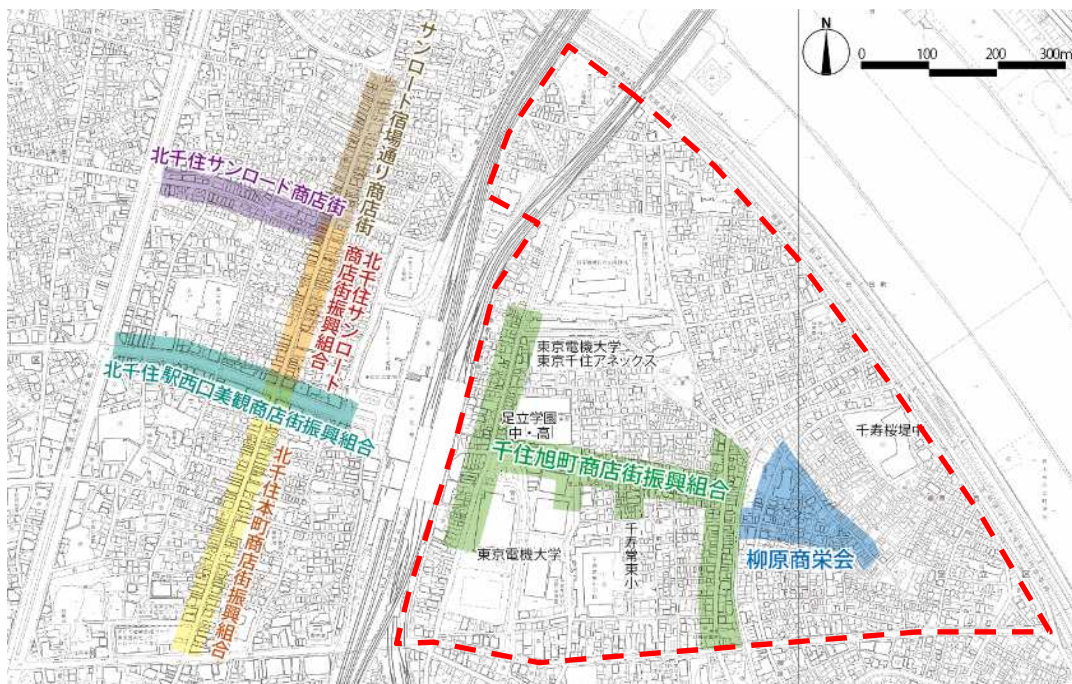 N
0 100 200 300m
サンロード宿場通り商店街
北千住サンロード商店街
北千住サンロード
商店街振興組合
北千住駅西口美観商店街振興組合
北千住本町商店街振興組合
東京電機大学
東京千住アネックス
足立学園
中・高
千住旭町商店街振興組合
千寿桜堤中
千寿常東小
東京電機大学
柳原商栄会